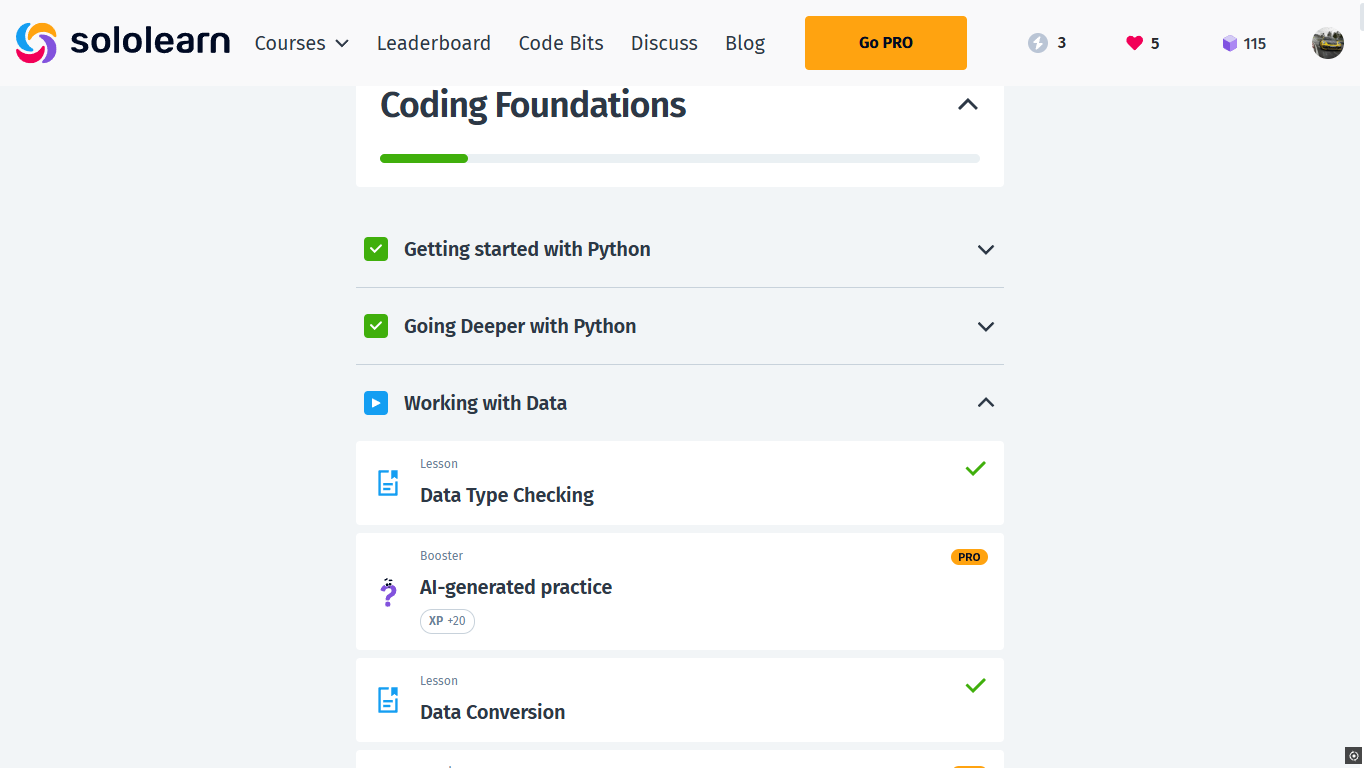 sololearn Courses Leaderboard Code Bits Discuss Blog Go PRO 3 5 115
Coding Foundations
Getting started with Python
Going Deeper with Python
Working with Data
Lesson
Data Type Checking
Booster
PRO
AI-generated practice
XP +20
Lesson
Data Conversion